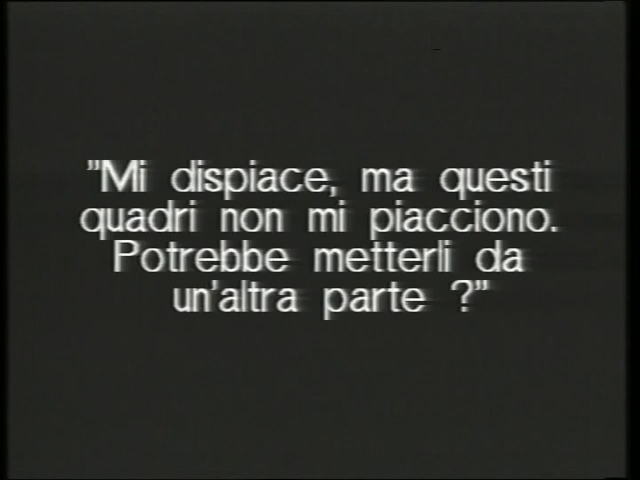 "Mi dispiace, ma questi
quadri non mi piacciono.
Potrebbe metterli da
un'altra parte ?"